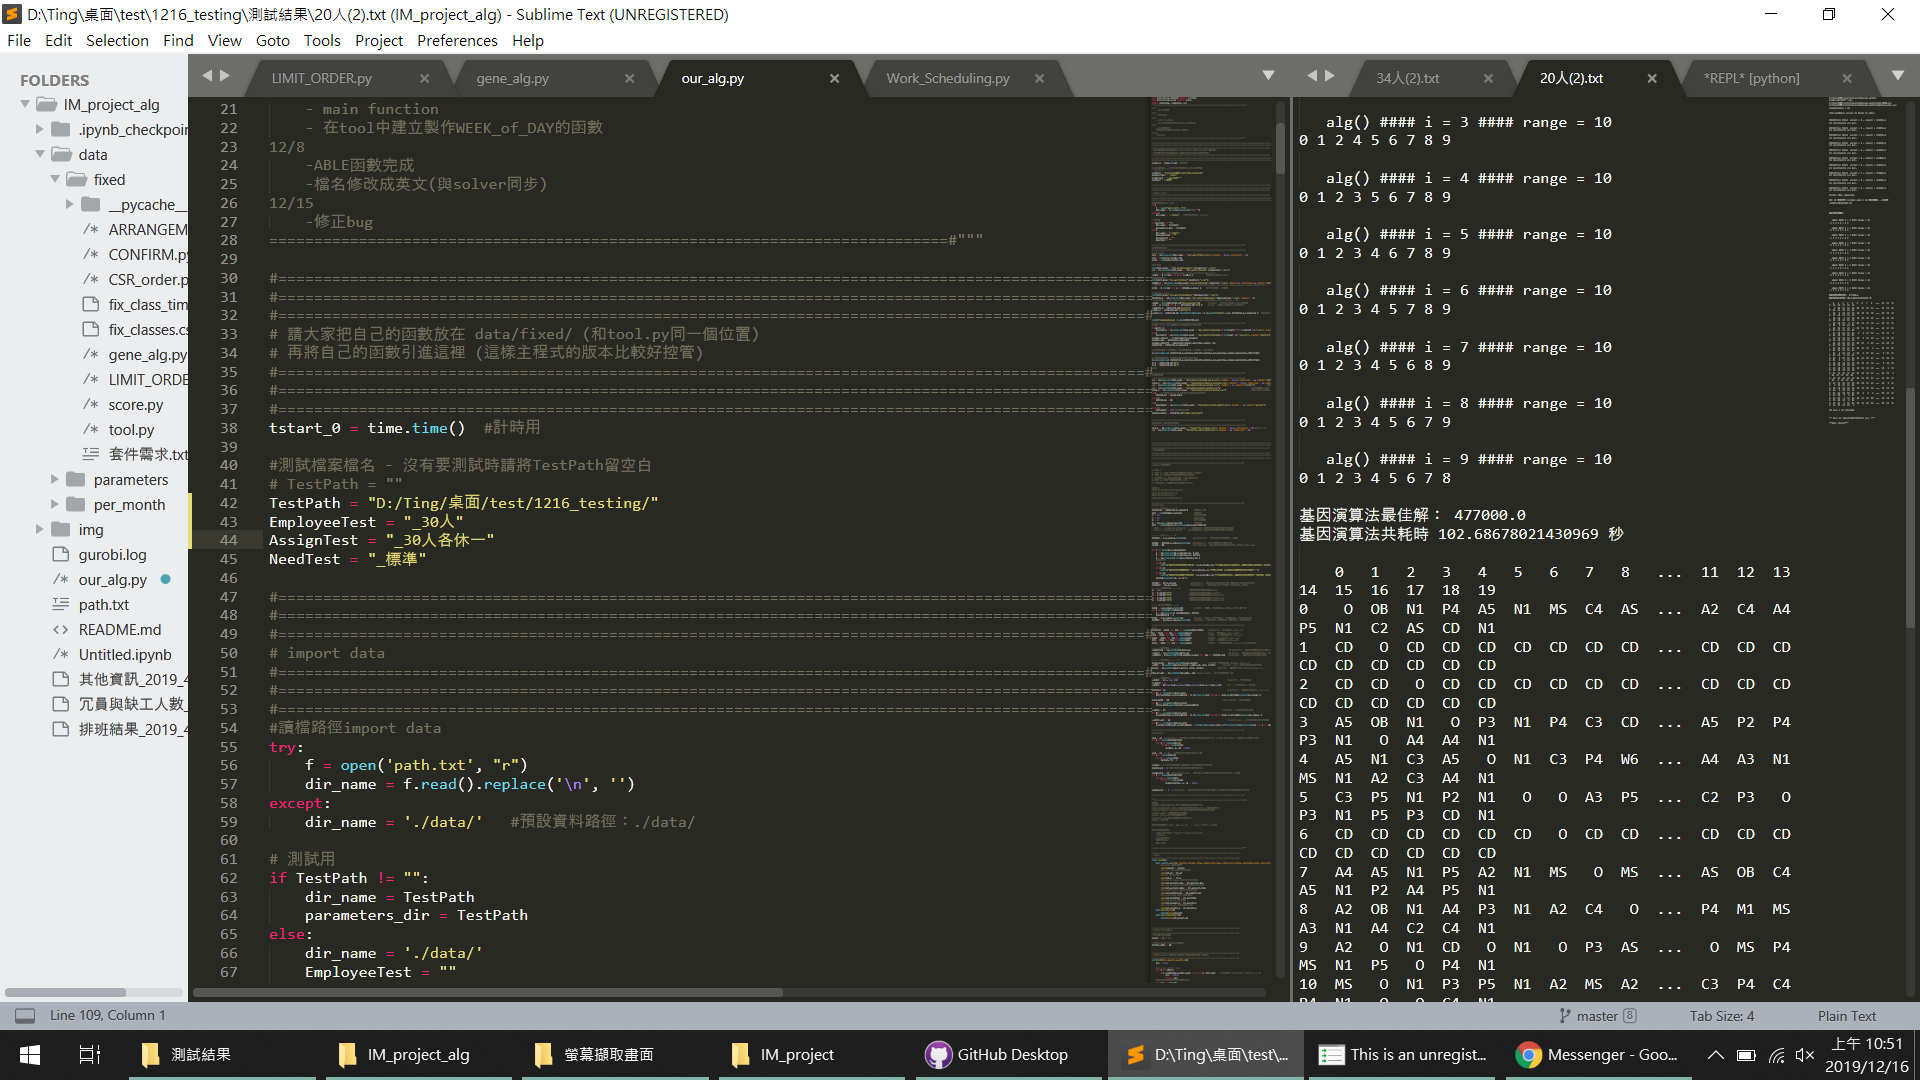 D:\Ting\桌面\test\1216_testing\測試結果\20人(2).txt (IM_project_alg) - Sublime Text (UNREGISTERED)
File Edit Selection Find View Goto Tools Project Preferences Help
FOLDERS
IM_project_alg
.ipynb_checkpoin
data
fixed
__pycache__
ARRANGEM
CONFIRM.py
CSR_order.p
fix_class_tim
fix_classes.cs
gene_alg.py
LIMIT_ORDE
score.py
tool.py
套件需求.txt
parameters
per_month
img
gurobi.log
our_alg.py
path.txt
README.md
Untitled.ipynb
其他資訊_2019_4
冗員與缺工人數_
排班結果_2019_4
LIMIT_ORDER.py
gene_alg.py
our_alg.py
Work_Scheduling.py
21 - main function
22 - 在tool中建立製作WEEK_of_DAY的函數
23 12/8
24 -ABLE函數完成
25 -檔名修改成英文(與solver同步)
26 12/15
27 -修正bug
28 ============================================================================#"""
29
30 #==================================================================================================
31 #==================================================================================================
32 #==================================================================================================#
33 # 請大家把自己的函數放在 data/fixed/ (和tool.py同一個位置)
34 # 再將自己的函數引進這裡 (這樣主程式的版本比較好控管)
35 #==================================================================================================#
36 #==================================================================================================
37 #==================================================================================================
38 tstart_0 = time.time()  #計時用
39
40 #測試檔案檔名 - 沒有要測試時請將TestPath留空白
41 # TestPath = ""
42 TestPath = "D:/Ting/桌面/test/1216_testing/"
43 EmployeeTest = "_30人"
44 AssignTest = "_30人各休一"
45 NeedTest = "_標準"
46
47 #==================================================================================================#
48 #==================================================================================================
49 #==================================================================================================#
50 # import data
51 #==================================================================================================#
52 #==================================================================================================
53 #==================================================================================================
54 #讀檔路徑import data
55 try:
56 f = open('path.txt', "r")
57 dir_name = f.read().replace('\n', '')
58 except:
59 dir_name = './data/'   #預設資料路徑：./data/
60
61 # 測試用
62 if TestPath != "":
63 dir_name = TestPath
64 parameters_dir = TestPath
65 else:
66 dir_name = './data/'
67 EmployeeTest = ""
34人(2).txt
20人(2).txt
*REPL* [python]
alg() #### i = 3 #### range = 10
0 1 2 4 5 6 7 8 9
alg() #### i = 4 #### range = 10
0 1 2 3 5 6 7 8 9
alg() #### i = 5 #### range = 10
0 1 2 3 4 6 7 8 9
alg() #### i = 6 #### range = 10
0 1 2 3 4 5 7 8 9
alg() #### i = 7 #### range = 10
0 1 2 3 4 5 6 8 9
alg() #### i = 8 #### range = 10
0 1 2 3 4 5 6 7 9
alg() #### i = 9 #### range = 10
0 1 2 3 4 5 6 7 8
基因演算法最佳解： 477000.0
基因演算法共耗時 102.68678021430969 秒
0 1 2 3 4 5 6 7 8 ... 11 12 13
14 15 16 17 18 19
0 O OB N1 P4 A5 N1 MS C4 AS ... A2 C4 A4
P5 N1 C2 AS CD N1
1 CD O CD CD CD CD CD CD CD ... CD CD CD
CD CD CD CD CD CD
2 CD CD O CD CD CD CD CD CD ... CD CD CD
CD CD CD CD CD CD
3 A5 OB N1 O P3 N1 P4 C3 CD ... A5 P2 P4
P3 N1 O A4 A4 N1
4 A5 N1 C3 A5 O N1 C3 P4 W6 ... A4 A3 N1
MS N1 A2 C3 A4 N1
5 C3 P5 N1 P2 N1 O O A3 P5 ... C2 P3 O
P3 N1 P5 P3 CD N1
6 CD CD CD CD CD CD O CD CD ... CD CD CD
CD CD CD CD CD CD
7 A4 A5 N1 P5 A2 N1 MS O MS ... AS OB C4
A5 N1 P2 A4 P5 N1
8 A2 OB N1 A4 P3 N1 A2 C4 O ... P4 M1 MS
A3 N1 A4 C2 C4 N1
9 A2 O N1 CD O N1 O P3 AS ... O MS P4
MS N1 P5 O P4 N1
10 MS O N1 P3 P5 N1 A2 MS A2 ... C3 P4 C4
P4 N1 O O C4 N1
Line 109, Column 1
master 8
Tab Size: 4
Plain Text
測試結果
IM_project_alg
螢幕擷取畫面
IM_project
GitHub Desktop
D:\Ting\桌面\test\...
This is an unregist...
Messenger - Goo...
上午 10:51
2019/12/16